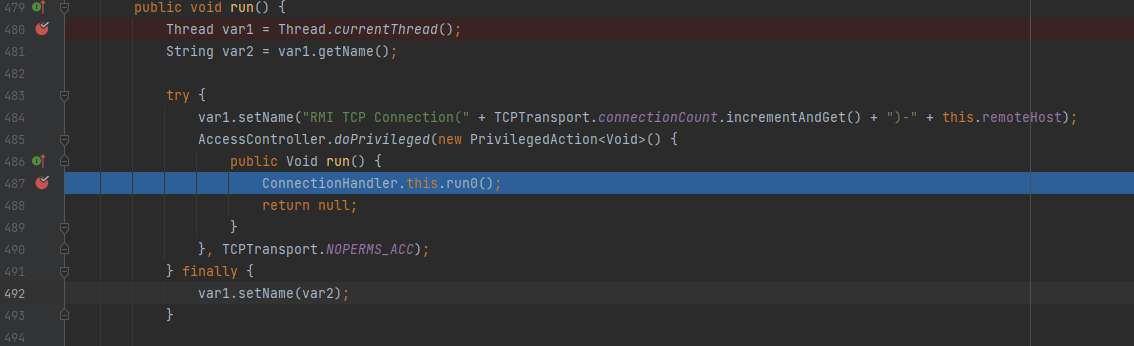 479 public void run() {
480 Thread var1 = Thread.currentThread();
481 String var2 = var1.getName();
482
483 try {
484 var1.setName("RMI TCP Connection(" + TCPTransport.connectionCount.incrementAndGet() + ")-" + this.remoteHost);
485 AccessController.doPrivileged(new PrivilegedAction<Void>() {
486 public Void run() {
487 ConnectionHandler.this.run0();
488 return null;
489 }
490 }, TCPTransport.NOPERMS_ACC);
491 } finally {
492 var1.setName(var2);
493 }
494